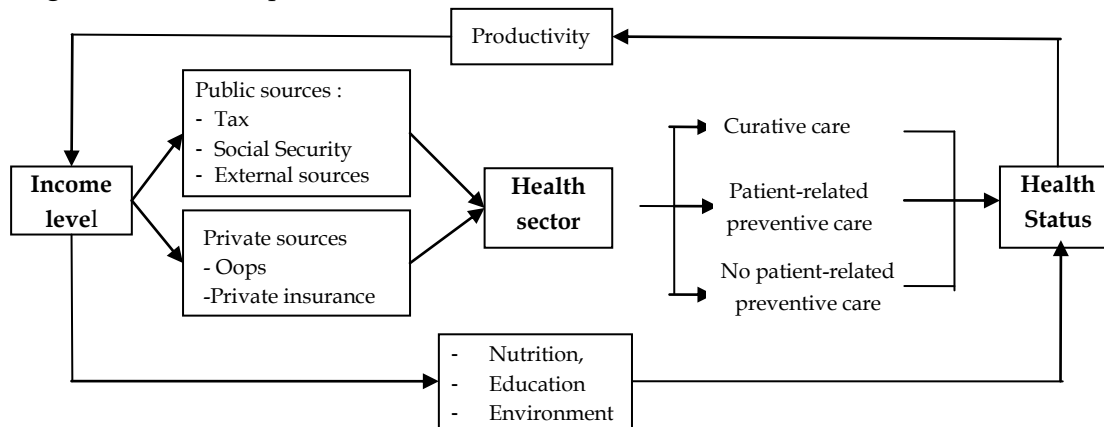 Productivity
Public sources :
- Tax
- Social Security
- External sources
Income
level
Private sources
- Oops
-Private insurance
Health
sector
Curative care
Patient-related
preventive care
No patient-related
preventive care
Health
Status
- Nutrition,
- Education
- Environment